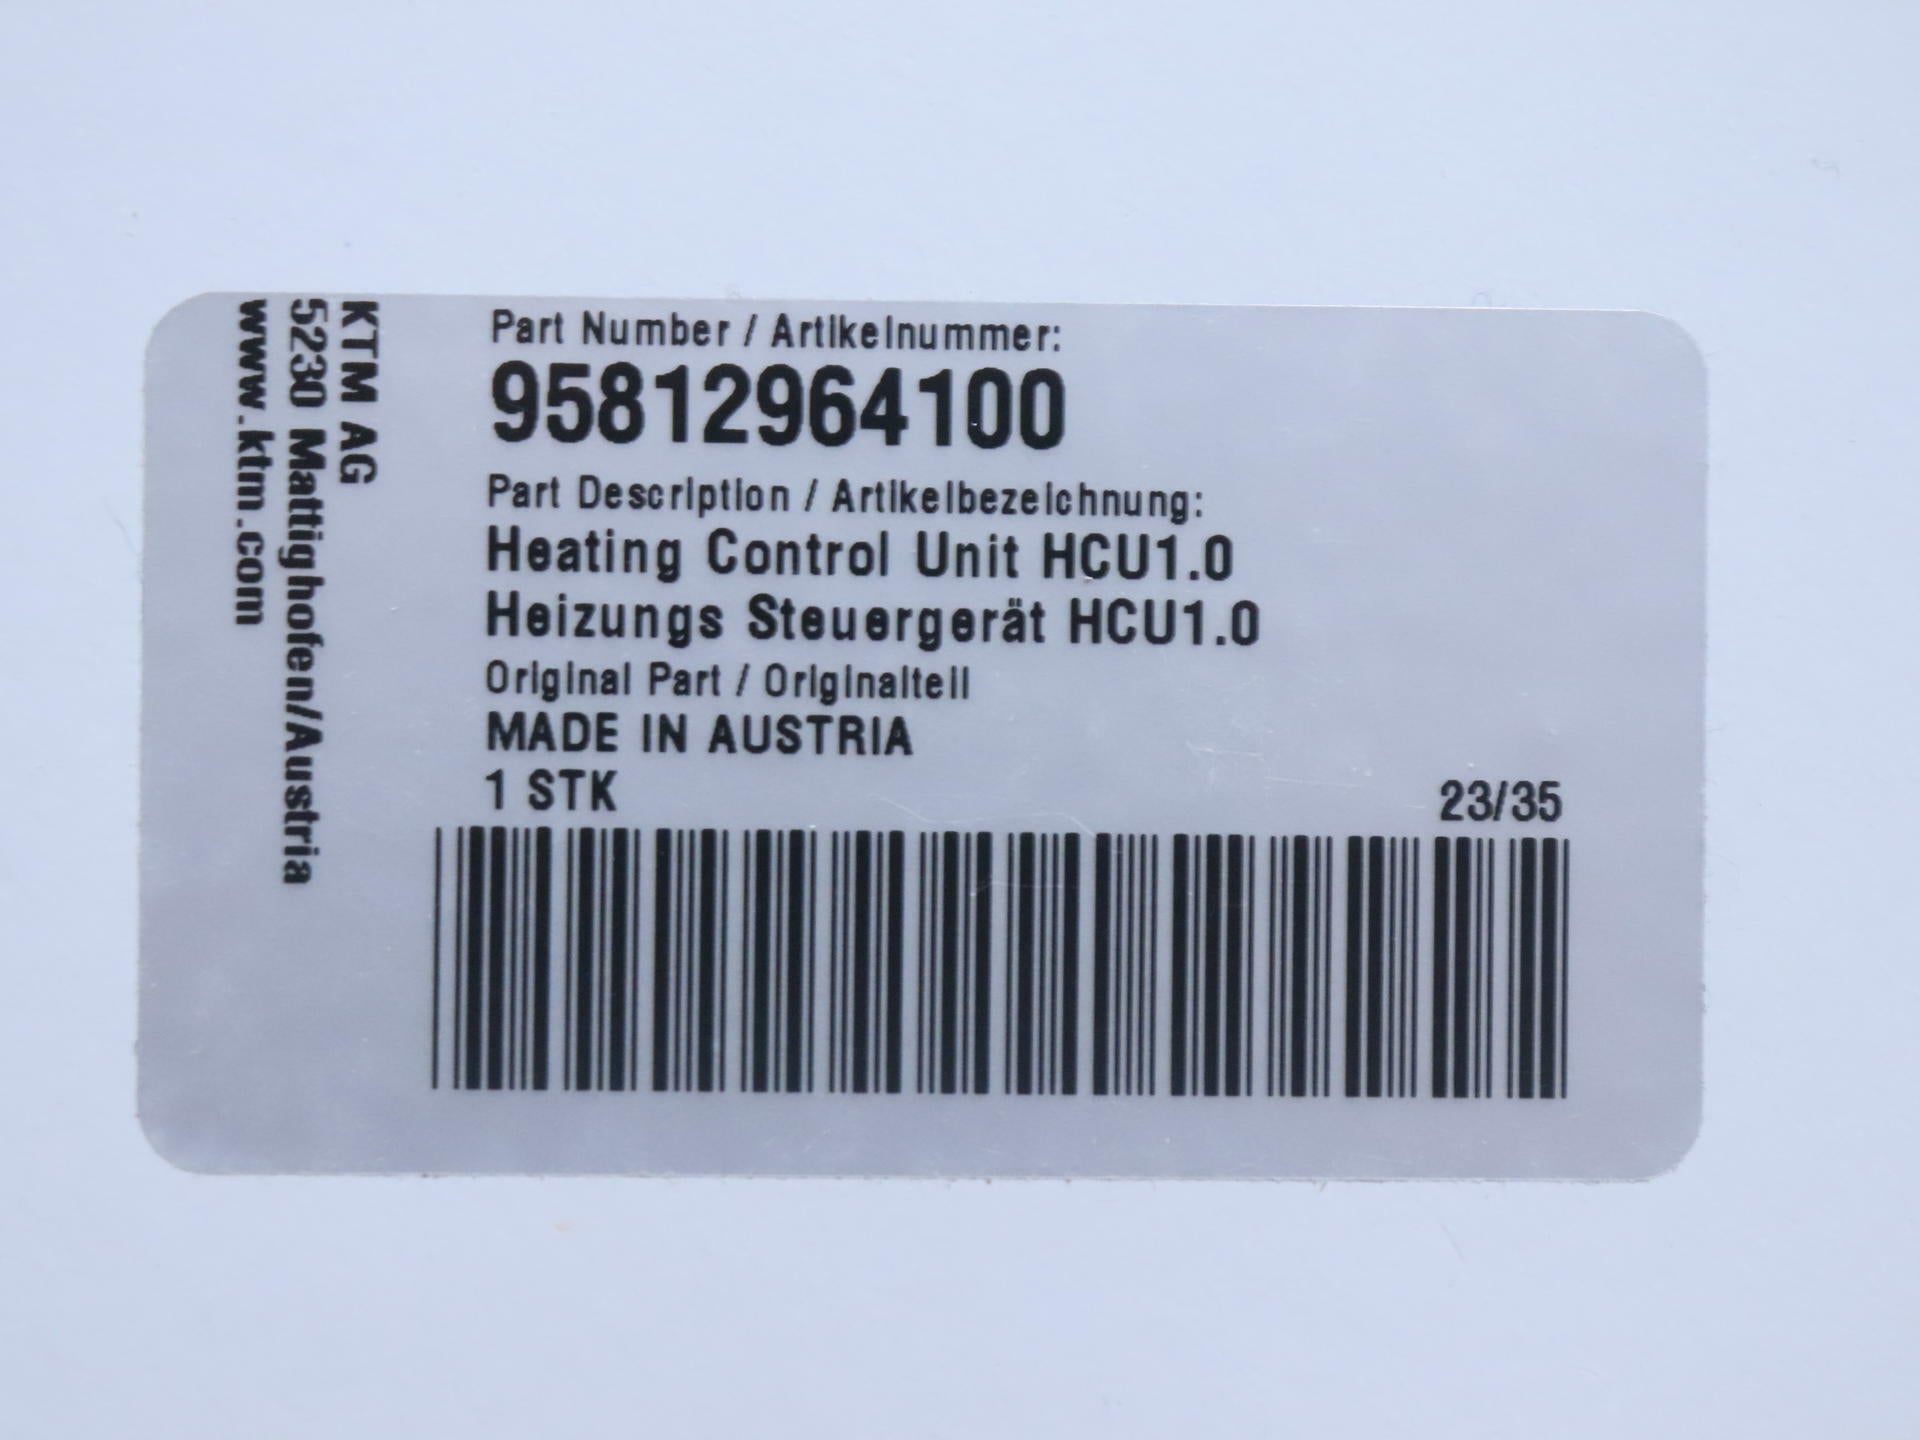 KTM AG
5230 Mattighofen/Austria
www.ktm.com
Part Number / Artikelnummer:
95812964100
Part Description / Artikelbezeichnung:
Heating Control Unit HCU1.0
Heizungs Steuergerät HCU1.0
Original Part / Originalteil
MADE IN AUSTRIA
1 STK 23/35